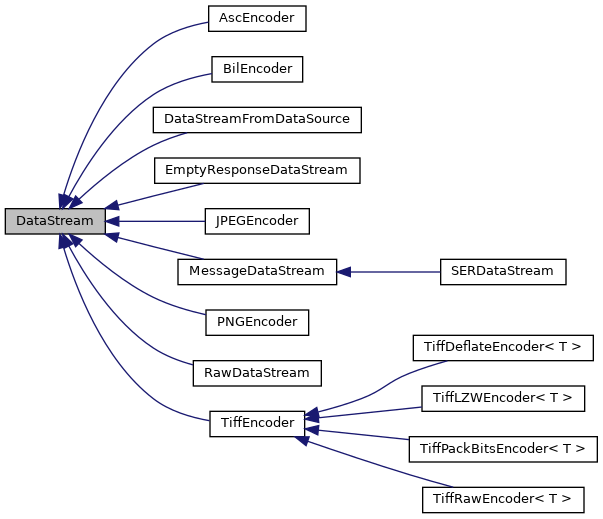 AscEncoder
BilEncoder
DataStreamFromDataSource
EmptyResponseDataStream
DataStream
JPEGEncoder
MessageDataStream
SERDataStream
PNGEncoder
TiffDeflateEncoder< T >
RawDataStream
TiffLZWEncoder< T >
TiffEncoder
TiffPackBitsEncoder< T >
TiffRawEncoder< T >